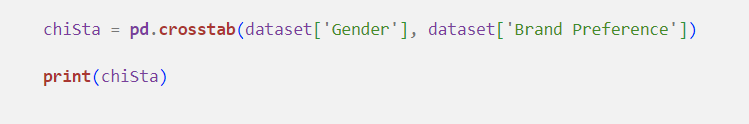 chiSta = pd.crosstab(dataset['Gender'], dataset['Brand Preference'])
print(chiSta)